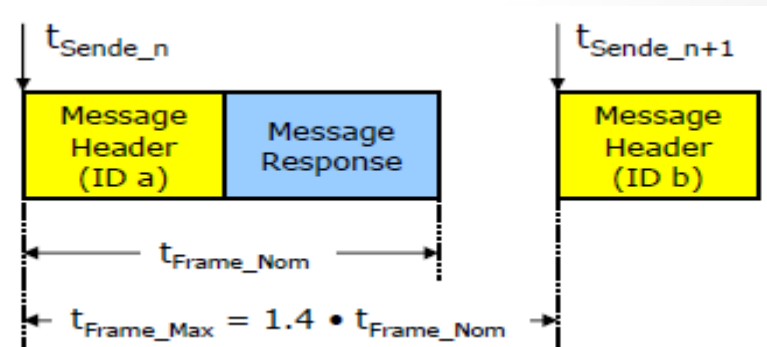 tSende_n
tSende_n+1
Message
Header
(ID a)
Message
Response
Message
Header
(ID b)
tFrame_Nom
tFrame_Max = 1.4 • tFrame_Nom